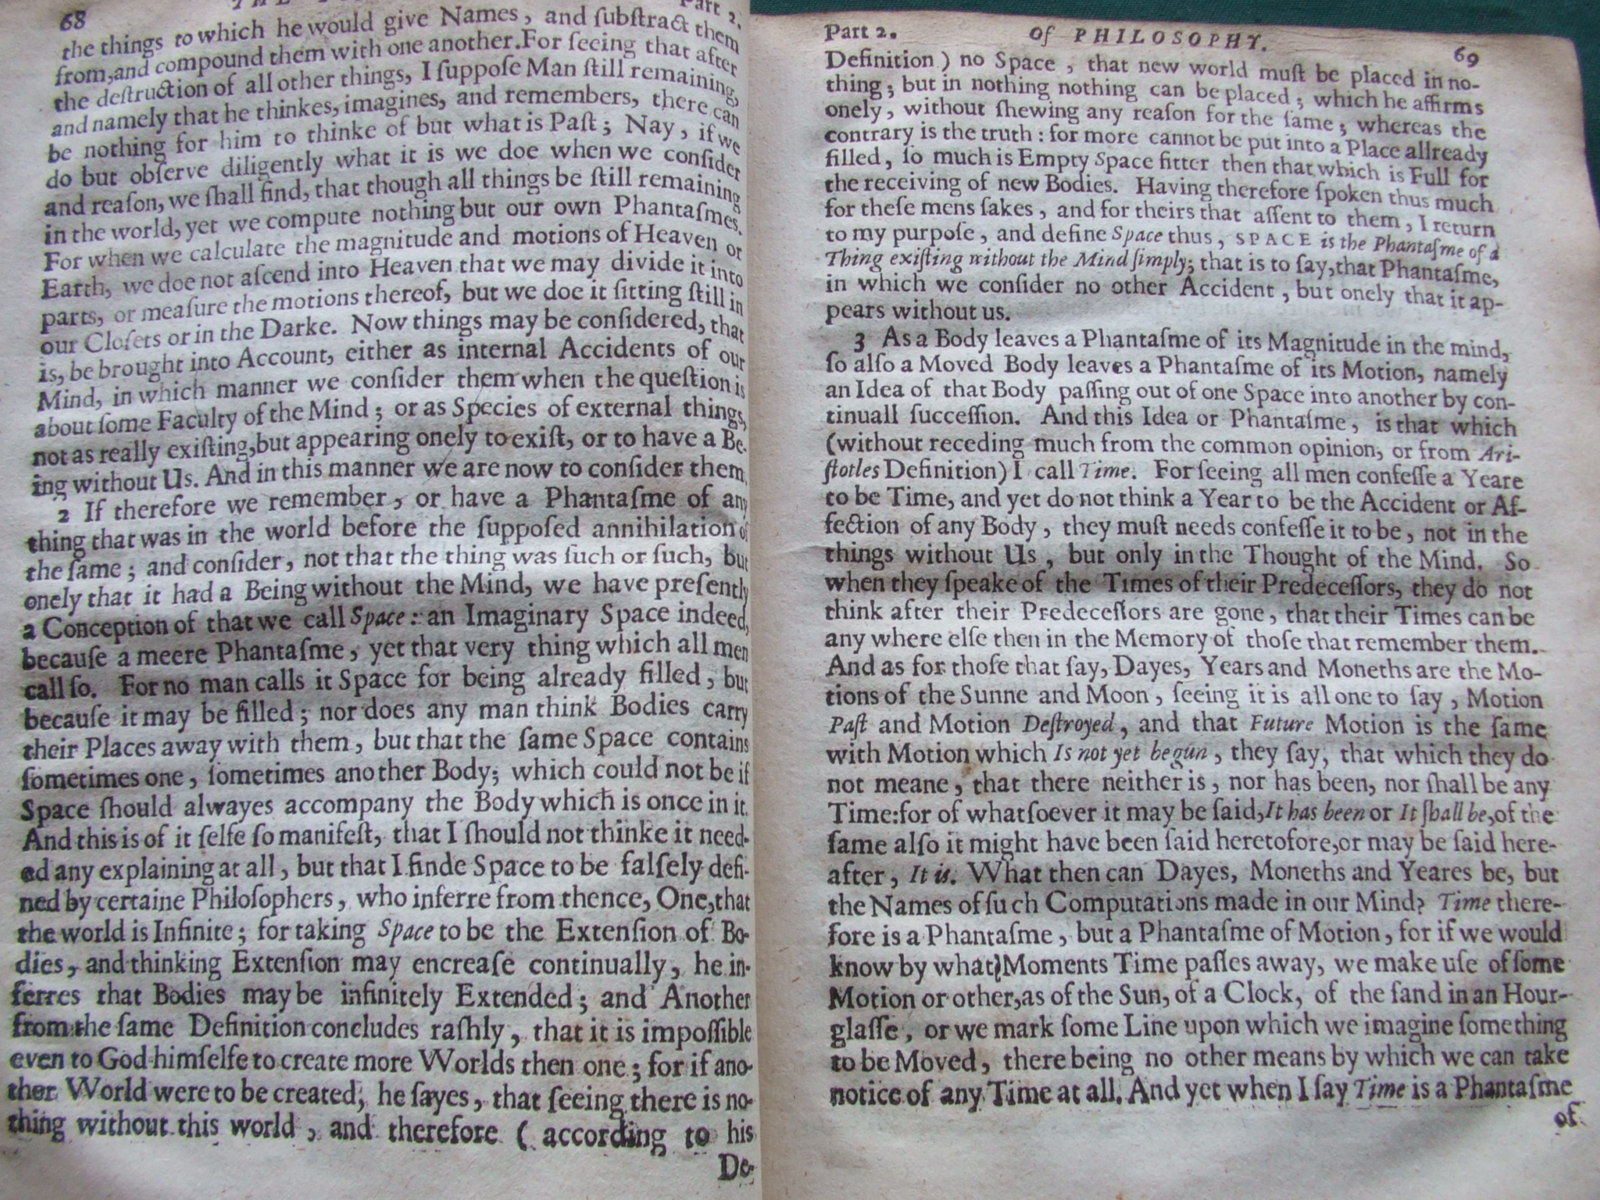 68
Part 2.
the things to which he would give Names, and ſubſtract them
from, and compound them with one another. For ſeeing that after
the deſtruction of all other things, I ſuppoſe Man ſtill remaining,
and namely that he thinkes, imagines, and remembers, there can
be nothing for him to thinke of but what is Paſt; Nay, if we
do but obſerve diligently what it is we doe when we conſider
and reaſon, we ſhall find, that though all things be ſtill remaining
in the world, yet we compute nothing but our own Phantaſmes.
For when we calculate the magnitude and motions of Heaven or
Earth, we doe not aſcend into Heaven that we may divide it into
parts, or meaſure the motions thereof, but we doe it ſitting ſtill in
our Cloſets or in the Darke. Now things may be conſidered, that
is, be brought into Account, either as internal Accidents of our
Mind, in which manner we conſider them when the queſtion is
about ſome Faculty of the Mind; or as Species of external things,
not as really exiſting, but appearing onely to exiſt, or to have a Be-
ing without Us. And in this manner we are now to conſider them.
2 If therefore we remember, or have a Phantaſme of any
thing that was in the world before the ſuppoſed annihilation of
the ſame; and conſider, not that the thing was ſuch or ſuch, but
onely that it had a Being without the Mind, we have preſently
a Conception of that we call Space: an Imaginary Space indeed,
becauſe a meere Phantaſme, yet that very thing which all men
call ſo. For no man calls it Space for being already filled, but
becauſe it may be filled; nor does any man think Bodies carry
their Places away with them, but that the ſame Space contains
ſometimes one, ſometimes another Body; which could not be if
Space ſhould alwayes accompany the Body which is once in it.
And this is of it ſelfe ſo manifeſt, that I ſhould not thinke it need-
ed any explaining at all, but that I finde Space to be falſely defi-
ned by certaine Philoſophers, who inferre from thence, One, that
the world is Infinite; for taking Space to be the Extenſion of Bo-
dies, and thinking Extenſion may encreaſe continually, he in-
ferres that Bodies may be infinitely Extended; and Another
from the ſame Definition concludes raſhly, that it is impoſſible
even to God himſelfe to create more Worlds then one; for if ano-
ther World were to be created, he ſayes, that ſeeing there is no-
thing without this world, and therefore (according to his
De-
Part 2.
Of PHILOSOPHY.
69
Definition) no Space, that new world muſt be placed in no-
thing; but in nothing nothing can be placed; which he affirms
onely, without ſhewing any reaſon for the ſame; whereas the
contrary is the truth: for more cannot be put into a Place allready
filled, ſo much is Empty Space fitter then that which is Full for
the receiving of new Bodies. Having therefore ſpoken thus much
for theſe mens ſakes, and for theirs that aſſent to them, I return
to my purpoſe, and define Space thus, SPACE is the Phantaſme of a
Thing exiſting without the Mind ſimply; that is to ſay, that Phantaſme,
in which we conſider no other Accident, but onely that it ap-
pears without us.
3 As a Body leaves a Phantaſme of its Magnitude in the mind,
ſo alſo a Moved Body leaves a Phantaſme of its Motion, namely
an Idea of that Body paſſing out of one Space into another by con-
tinuall ſucceſſion. And this Idea or Phantaſme, is that which
(without receding much from the common opinion, or from Ari-
ſtotles Definition) I call Time. For ſeeing all men confeſſe a Yeare
to be Time, and yet do not think a Year to be the Accident or Af-
fection of any Body, they muſt needs confeſſe it to be, not in the
things without Us, but only in the Thought of the Mind. So
when they ſpeake of the Times of their Predeceſſors, they do not
think after their Predeceſſors are gone, that their Times can be
any where elſe then in the Memory of thoſe that remember them.
And as for thoſe that ſay, Dayes, Years and Moneths are the Mo-
tions of the Sunne and Moon, ſeeing it is all one to ſay, Motion
Paſt and Motion Deſtroyed, and that Future Motion is the ſame
with Motion which Is not yet begun, they ſay, that which they do
not meane, that there neither is, nor has been, nor ſhall be any
Time: for of whatſoever it may be ſaid, It has been or It ſhall be, of the
ſame alſo it might have been ſaid heretofore, or may be ſaid here-
after, It is. What then can Dayes, Moneths and Yeares be, but
the Names of ſuch Computations made in our Mind? Time there-
fore is a Phantaſme, but a Phantaſme of Motion, for if we would
know by what Moments Time paſſes away, we make uſe of ſome
Motion or other, as of the Sun, of a Clock, of the ſand in an Hour-
glaſſe, or we mark ſome Line upon which we imagine ſomething
to be Moved, there being no other means by which we can take
notice of any Time at all. And yet when I ſay Time is a Phantaſme
of